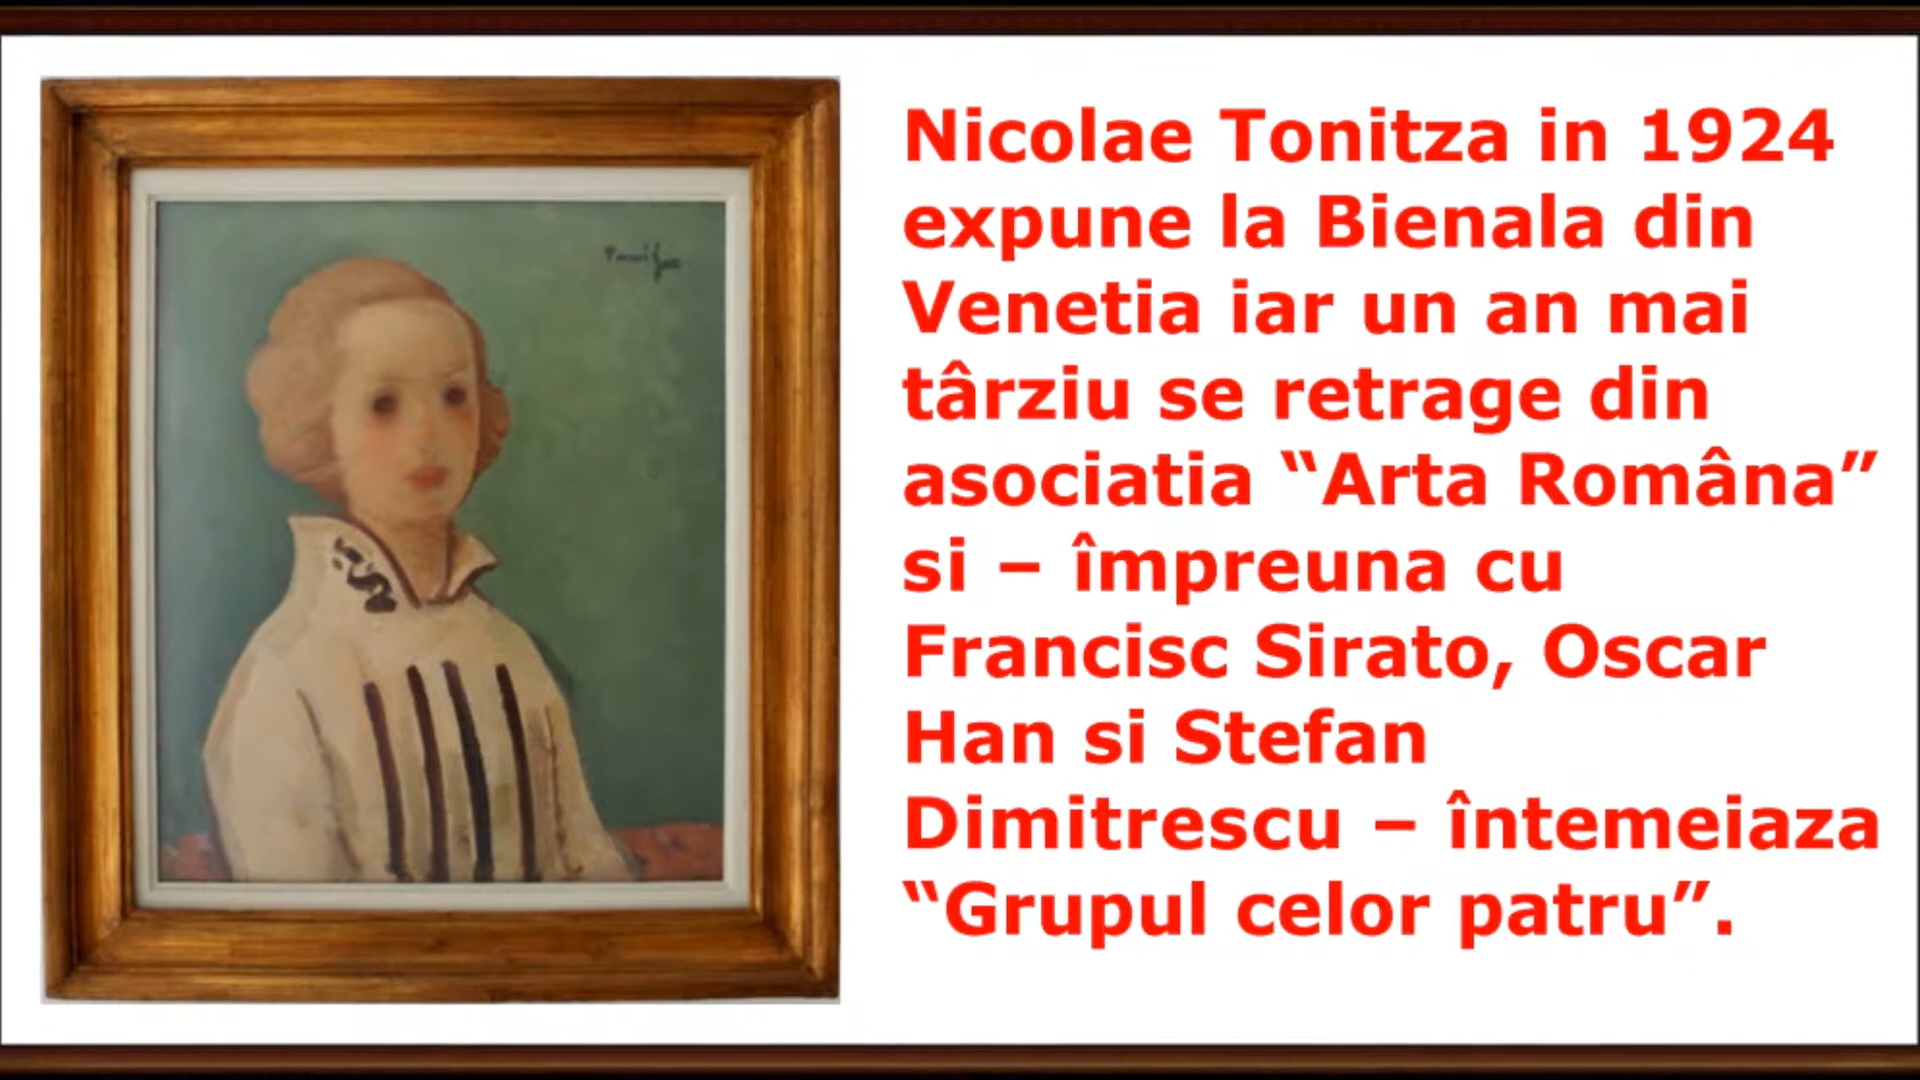 Nicolae Tonitza in 1924
expune la Bienala din
Venetia iar un an mai
târziu se retrage din
asociatia “Arta Româna”
si – împreuna cu
Francisc Sirato, Oscar
Han si Stefan
Dimitrescu – întemeiaza
“Grupul celor patru”.